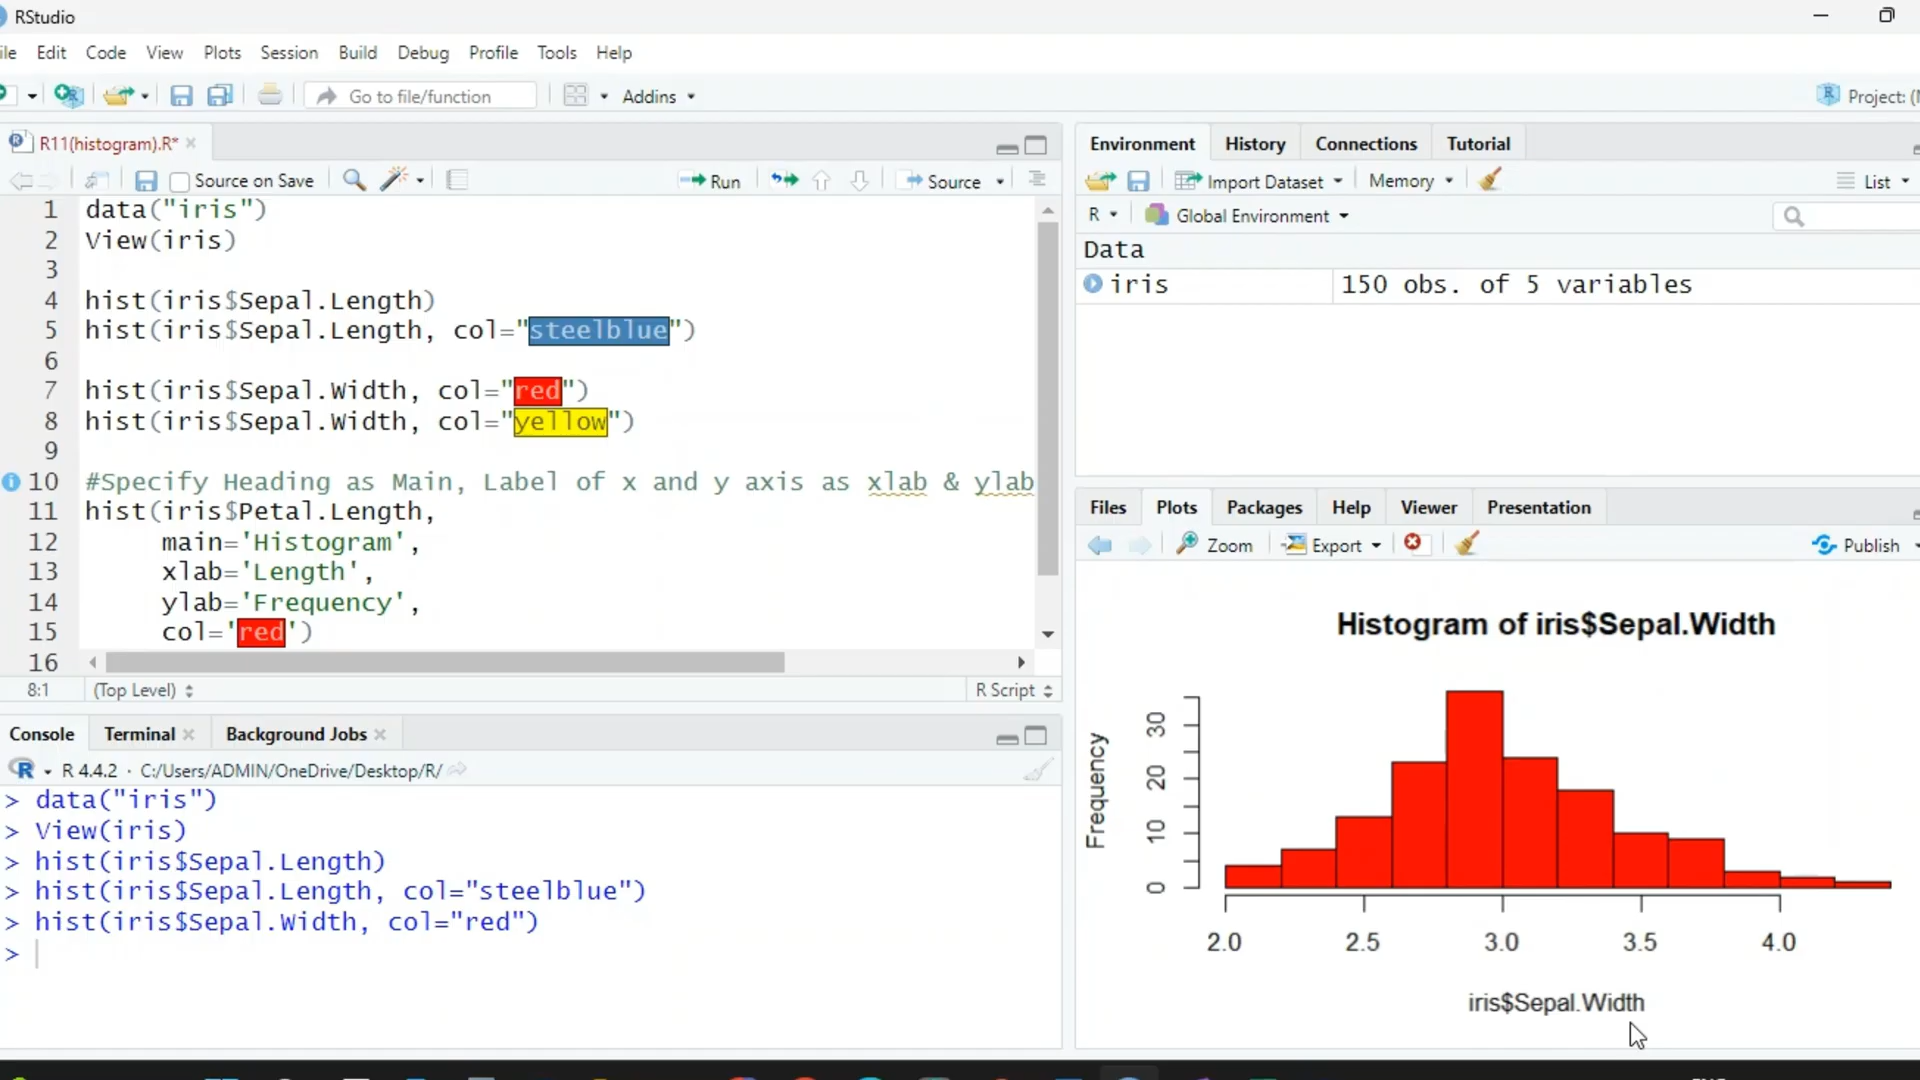 RStudio
ile Edit Code View Plots Session Build Debug Profile Tools Help
Go to file/function Addins
Project: (N
R11(histogram).R*
Source on Save Run Source
1 data("iris")
2 View(iris)
3
4 hist(iris$Sepal.Length)
5 hist(iris$Sepal.Length, col="steelblue")
6
7 hist(iris$Sepal.Width, col="red")
8 hist(iris$Sepal.Width, col="yellow")
9
10 #Specify Heading as Main, Label of x and y axis as xlab & ylab
11 hist(iris$Petal.Length,
12 main='Histogram',
13 xlab='Length',
14 ylab='Frequency',
15 col='red')
16
8:1 (Top Level) R Script
Console Terminal Background Jobs
R 4.4.2 · C:/Users/ADMIN/OneDrive/Desktop/R/
> data("iris")
> View(iris)
> hist(iris$Sepal.Length)
> hist(iris$Sepal.Length, col="steelblue")
> hist(iris$Sepal.Width, col="red")
>
Environment History Connections Tutorial
Import Dataset Memory List
R Global Environment
Data
iris 150 obs. of 5 variables
Files Plots Packages Help Viewer Presentation
Zoom Export Publish
Histogram of iris$Sepal.Width
Frequency
0 10 20 30
2.0 2.5 3.0 3.5 4.0
iris$Sepal.Width